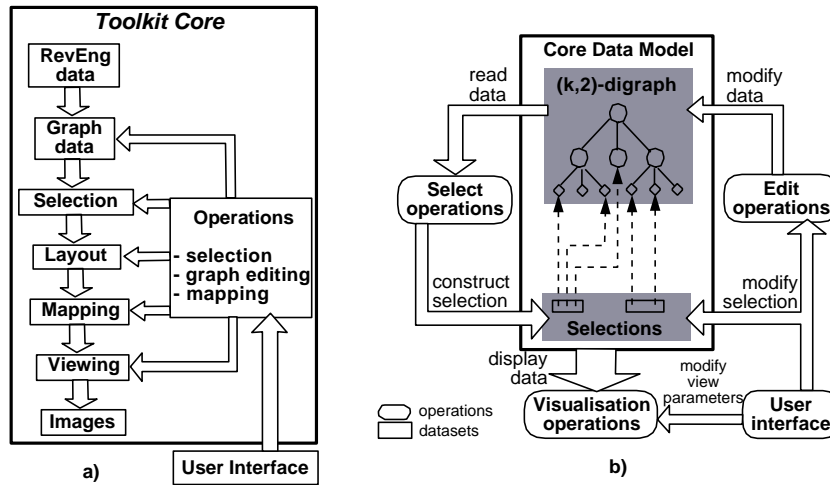 Toolkit Core
RevEng
data
Graph
data
Selection
Layout
Mapping
Viewing
Images
Operations
- selection
- graph editing
- mapping
User Interface
a)
Core Data Model
(k,2)-digraph
read
data
modify
data
Select
operations
Edit
operations
construct
selection
modify
selection
Selections
display
data
modify
view
parameters
Visualisation
operations
User
interface
operations
datasets
b)